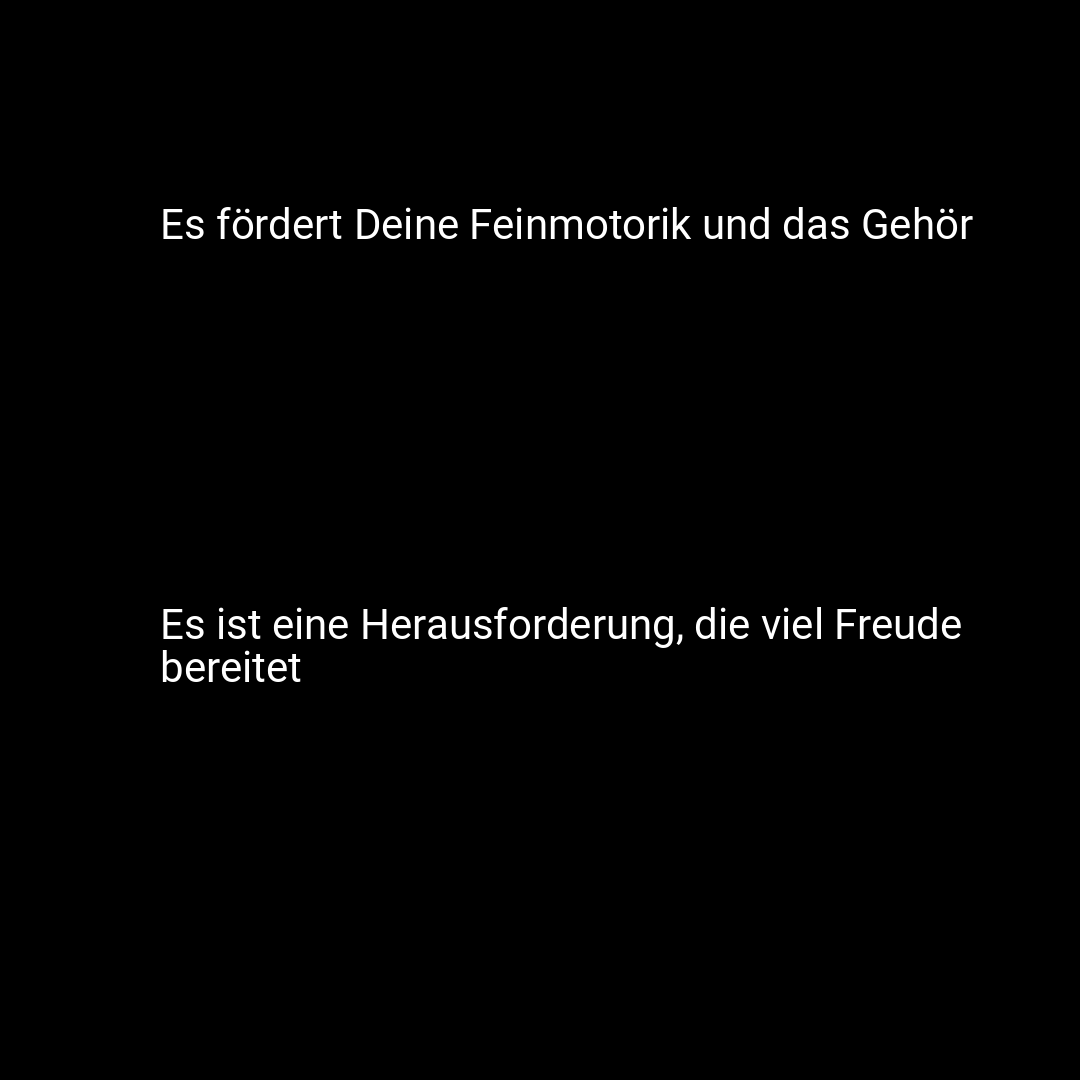 Es fördert Deine Feinmotorik und das Gehör
Es ist eine Herausforderung, die viel Freude
bereitet